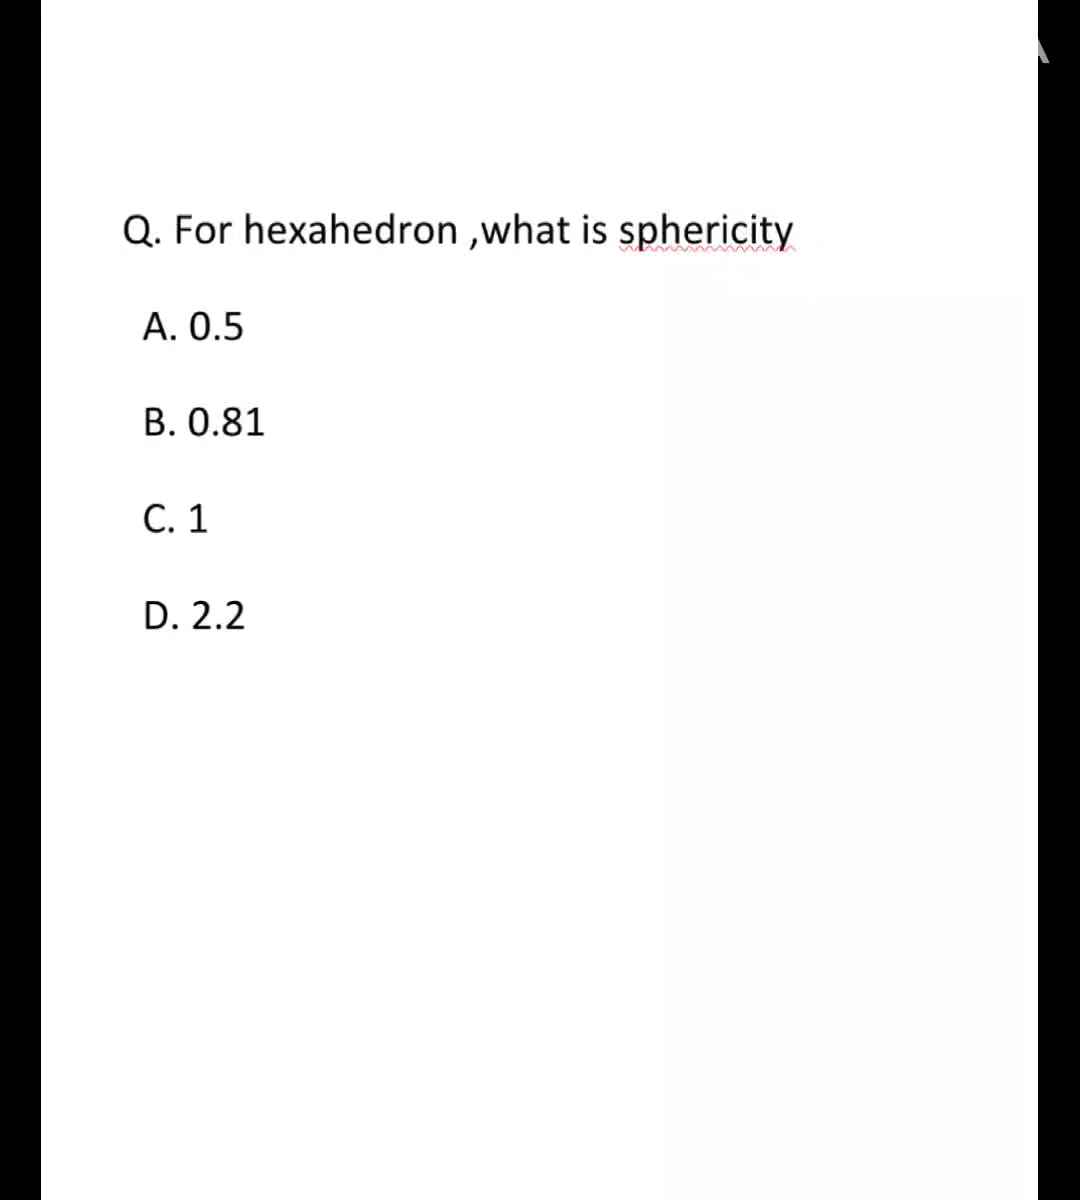 Q. For hexahedron ,what is sphericity
A. 0.5
B. 0.81
C. 1
D. 2.2